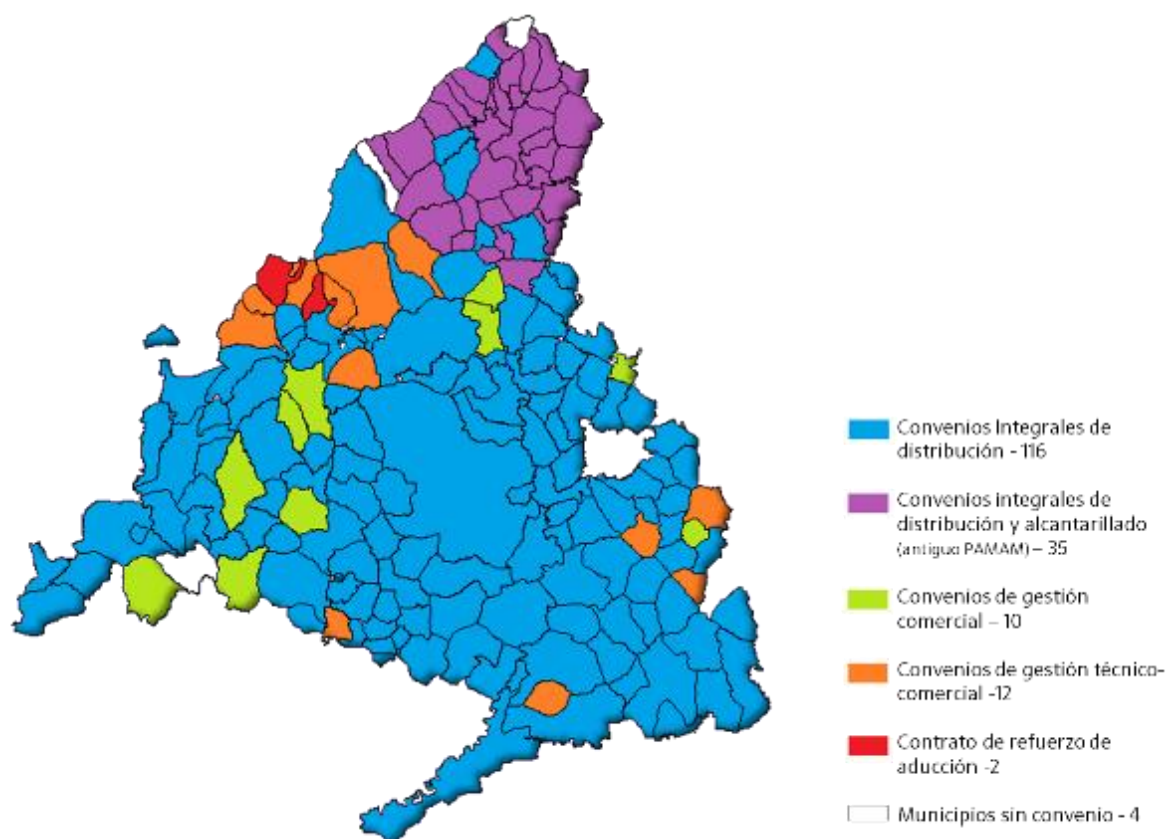 Convenios Integrales de
distribución - 116
Convenios integrales de
distribución y alcantarillado
(antiguo PAMAM) – 35
Convenios de gestión
comercial – 10
Convenios de gestión técnico-
comercial -12
Contrato de refuerzo de
aducción -2
Municipios sin convenio - 4